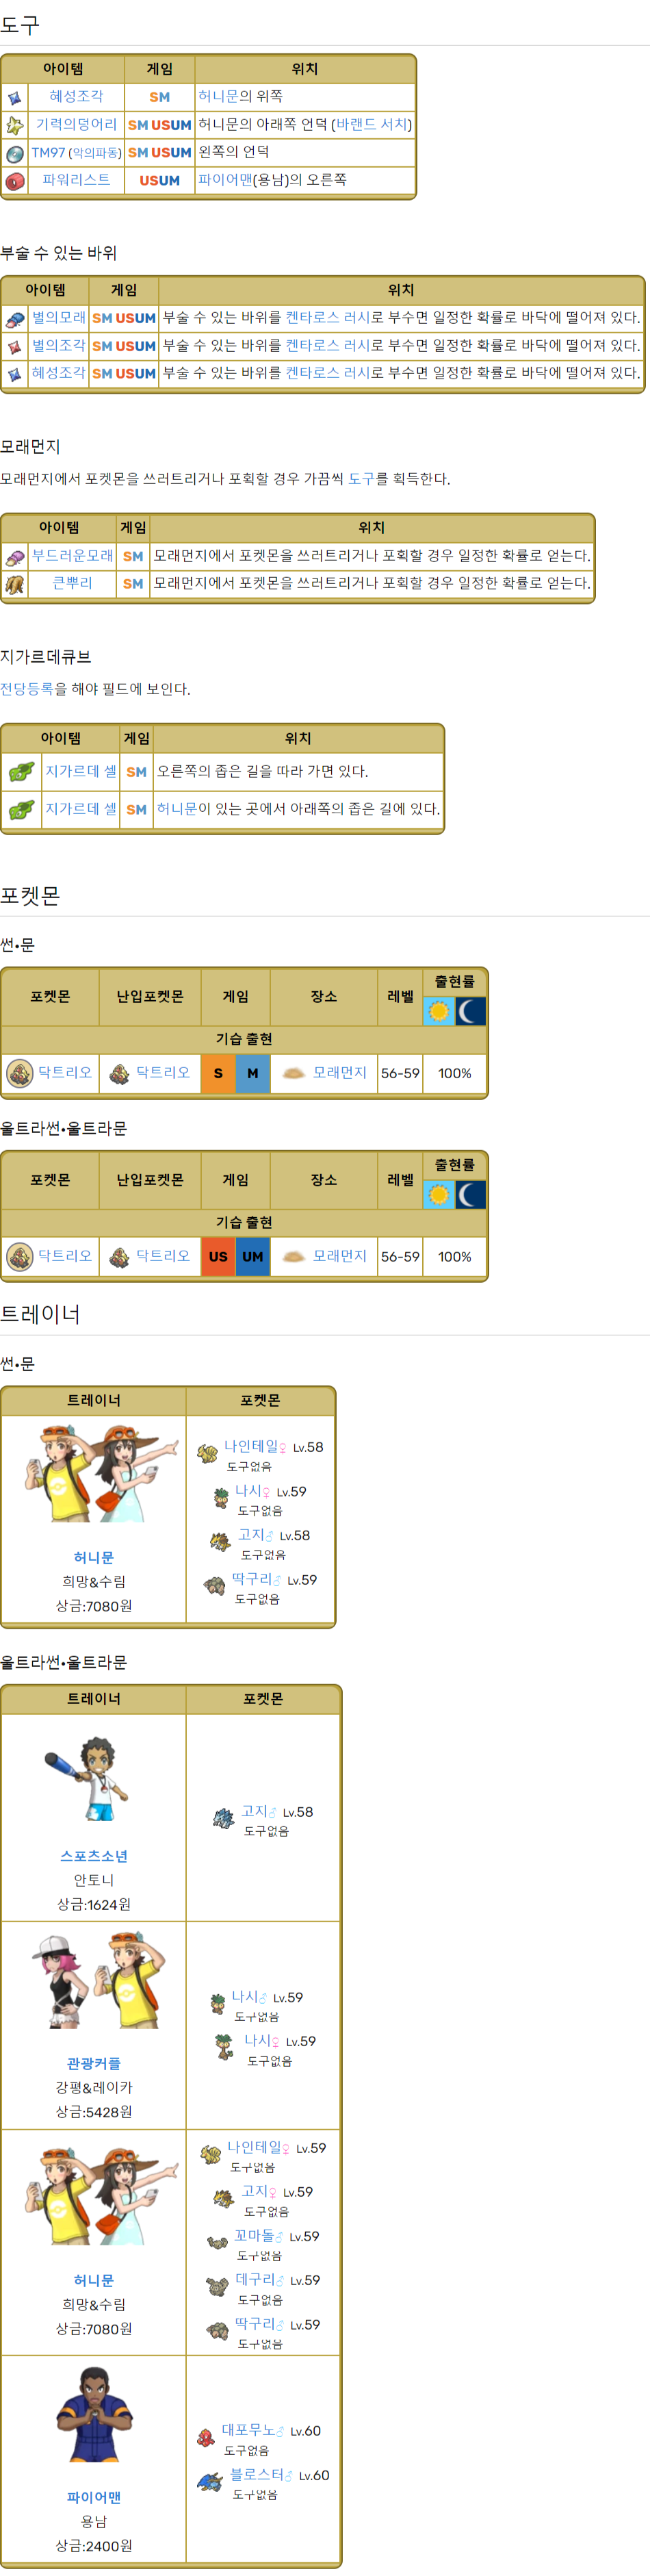 도구
아이템 게임 위치
혜성조각 SM 허니문의 위쪽
기력의덩어리 SM USUM 허니문의 아래쪽 언덕 (바랜드 서치)
TM97 (악의파동) SM USUM 왼쪽의 언덕
파워리스트 USUM 파이어맨(용남)의 오른쪽
부술 수 있는 바위
아이템 게임 위치
별의모래 SM USUM 부술 수 있는 바위를 켄타로스 러시로 부수면 일정한 확률로 바닥에 떨어져 있다.
별의조각 SM USUM 부술 수 있는 바위를 켄타로스 러시로 부수면 일정한 확률로 바닥에 떨어져 있다.
혜성조각 SM USUM 부술 수 있는 바위를 켄타로스 러시로 부수면 일정한 확률로 바닥에 떨어져 있다.
모래먼지
모래먼지에서 포켓몬을 쓰러트리거나 포획할 경우 가끔씩 도구를 획득한다.
아이템 게임 위치
부드러운모래 SM 모래먼지에서 포켓몬을 쓰러트리거나 포획할 경우 일정한 확률로 얻는다.
큰뿌리 SM 모래먼지에서 포켓몬을 쓰러트리거나 포획할 경우 일정한 확률로 얻는다.
지가르데큐브
전당등록을 해야 필드에 보인다.
아이템 게임 위치
지가르데 셀 SM 오른쪽의 좁은 길을 따라 가면 있다.
지가르데 셀 SM 허니문이 있는 곳에서 아래쪽의 좁은 길에 있다.
포켓몬
썬•문
포켓몬 난입포켓몬 게임 장소 레벨 출현률
기습 출현
닥트리오 닥트리오 S M 모래먼지 56-59 100%
울트라썬•울트라문
포켓몬 난입포켓몬 게임 장소 레벨 출현률
기습 출현
닥트리오 닥트리오 US UM 모래먼지 56-59 100%
트레이너
썬•문
트레이너 포켓몬
나인테일♀ Lv.58
도구없음
나시♀ Lv.59
도구없음
고지♂ Lv.58
도구없음
딱구리♂ Lv.59
도구없음
허니문
희망&수림
상금:7080원
울트라썬•울트라문
트레이너 포켓몬
고지♂ Lv.58
도구없음
스포츠소년
안토니
상금:1624원
나시♂ Lv.59
도구없음
나시♀ Lv.59
도구없음
관광커플
강평&레이카
상금:5428원
나인테일♀ Lv.59
도구없음
고지♀ Lv.59
도구없음
꼬마돌♂ Lv.59
도구없음
데구리♂ Lv.59
도구없음
딱구리♂ Lv.59
도구없음
허니문
희망&수림
상금:7080원
대포무노♂ Lv.60
도구없음
블로스터♂ Lv.60
도구없음
파이어맨
용남
상금:2400원